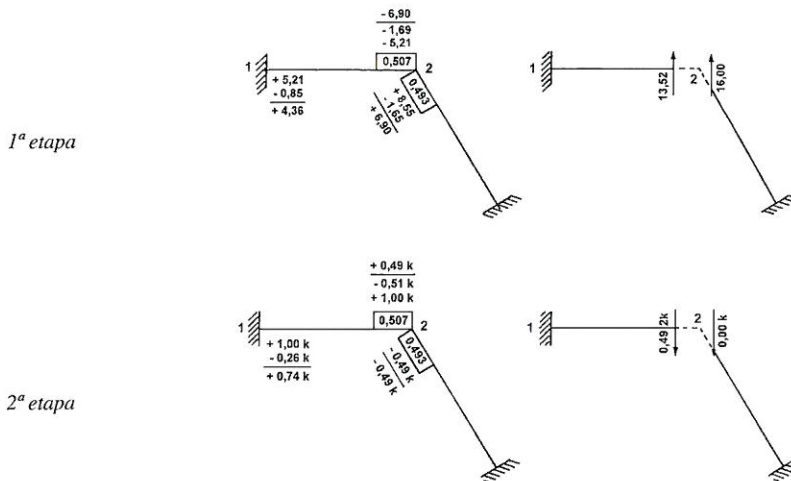 1ª etapa
- 6,90
- 1,69
- 5,21
0,507
1
2
+ 5,21
- 0,85
+ 4,36
0,493
+ 8,55
- 1,65
+ 6,90
13,52
2
16,00
2ª etapa
+ 0,49 k
- 0,51 k
+ 1,00 k
0,507
1
2
+ 1,00 k
- 0,26 k
+ 0,74 k
0,493
- 0,49 k
- 0,49 k
1
0,49 2k
2
0,00 k